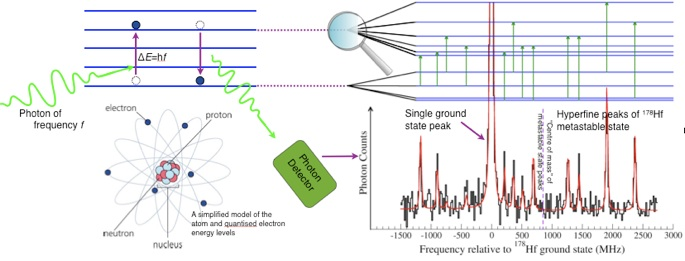 ΔE=hf
Photon of
frequency f
electron
proton
neutron
nucleus
A simplified model of the
atom and quantised electron
energy levels
Photon
Detector
Photon Counts
Single ground
state peak
"Centre of mass" of
metastable state peaks
Hyperfine peaks of ¹⁷⁸Hf
metastable state
-1500 -1000 -500 0 500 1000 1500 2000 2500 3000
Frequency relative to ¹⁷⁸Hf ground state (MHz)